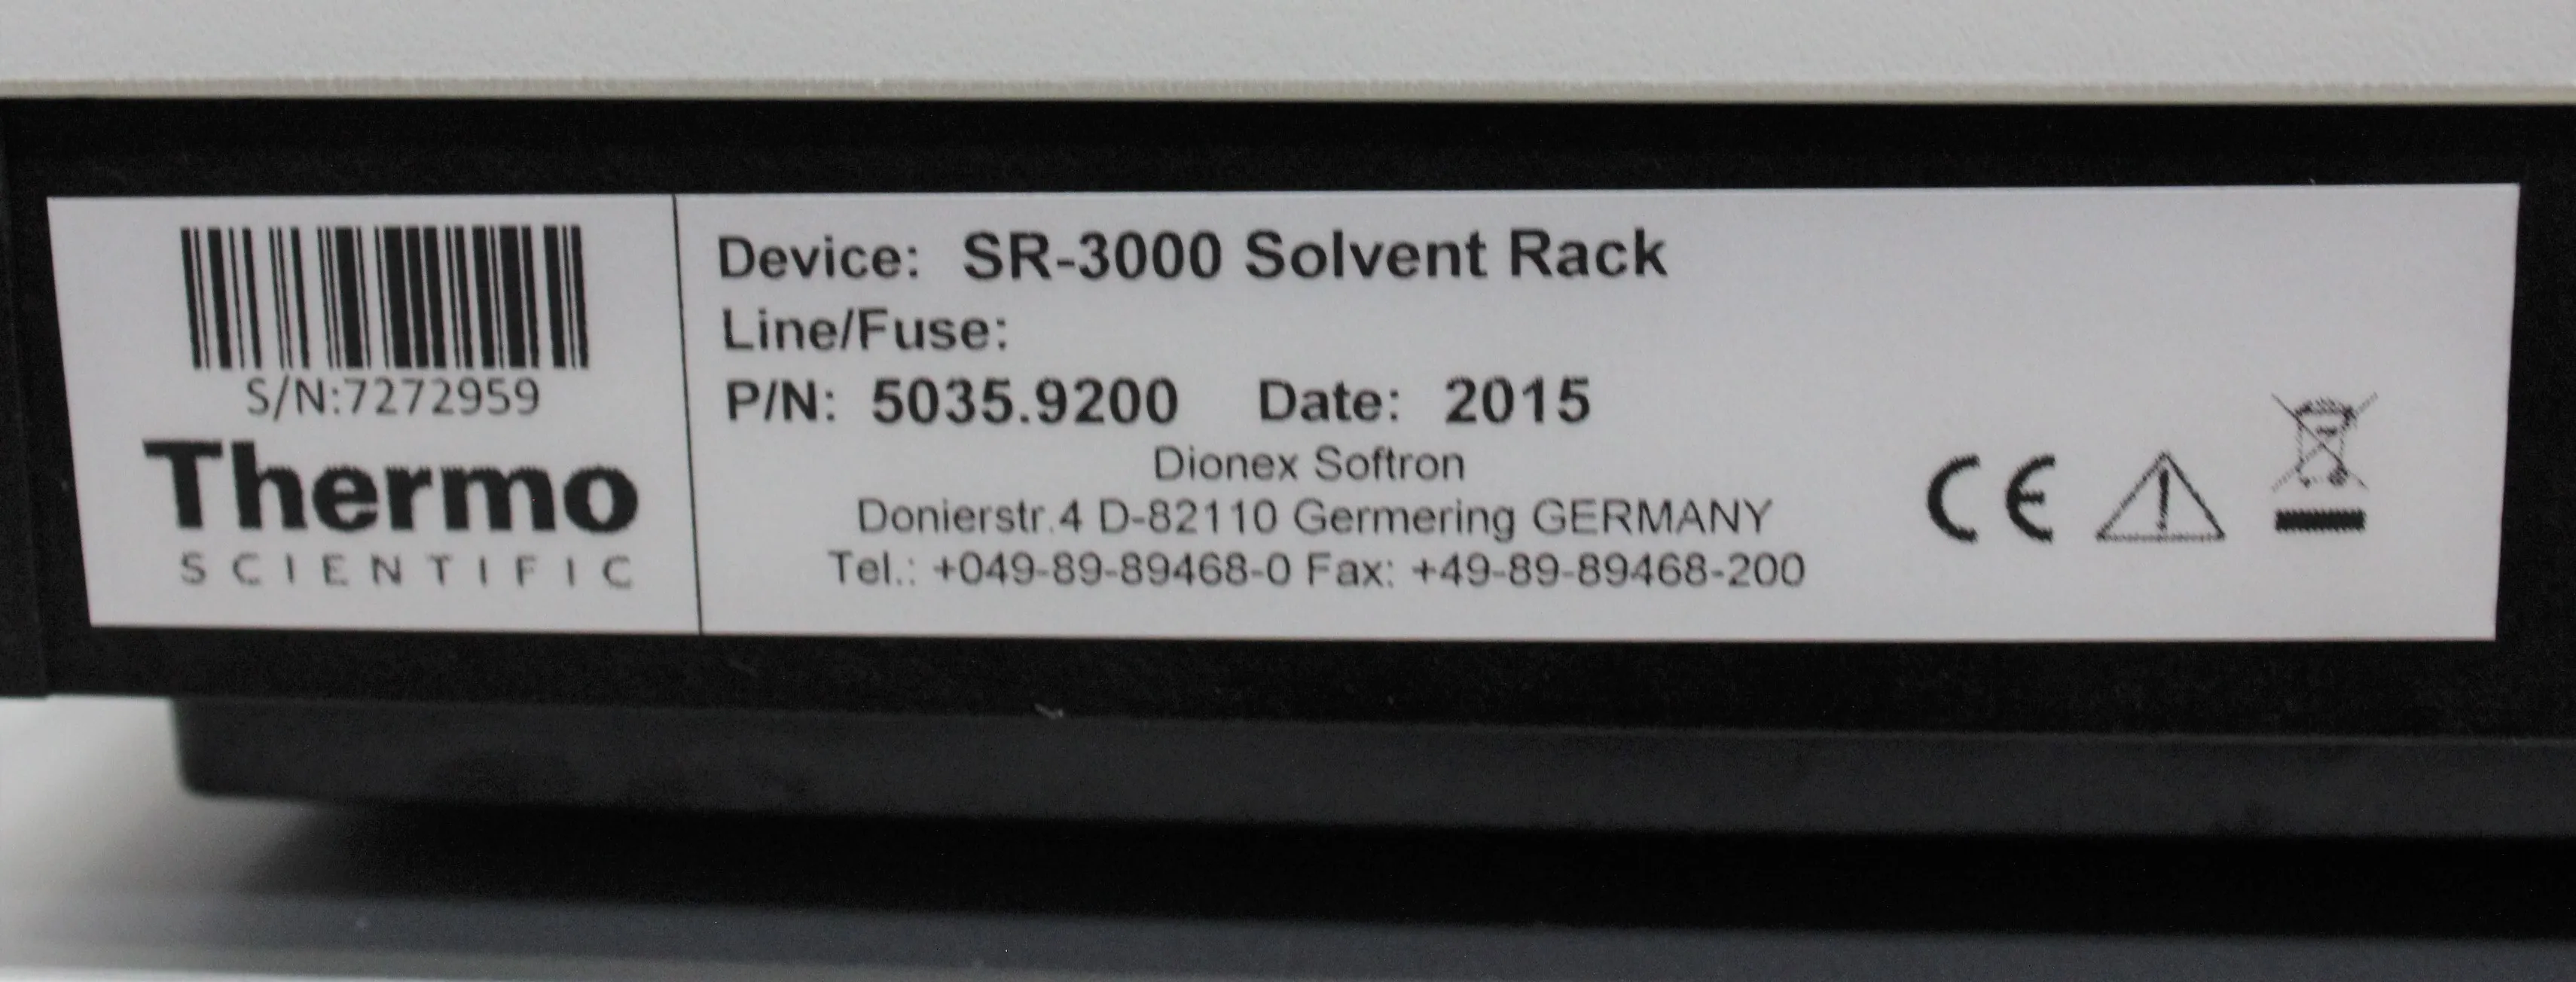 S/N:7272959
Thermo
SCIENTIFIC
Device: SR-3000 Solvent Rack
Line/Fuse:
P/N: 5035.9200 Date: 2015
Dionex Softron
Donierstr.4 D-82110 Germering GERMANY
Tel.: +049-89-89468-0 Fax: +49-89-89468-200
CE